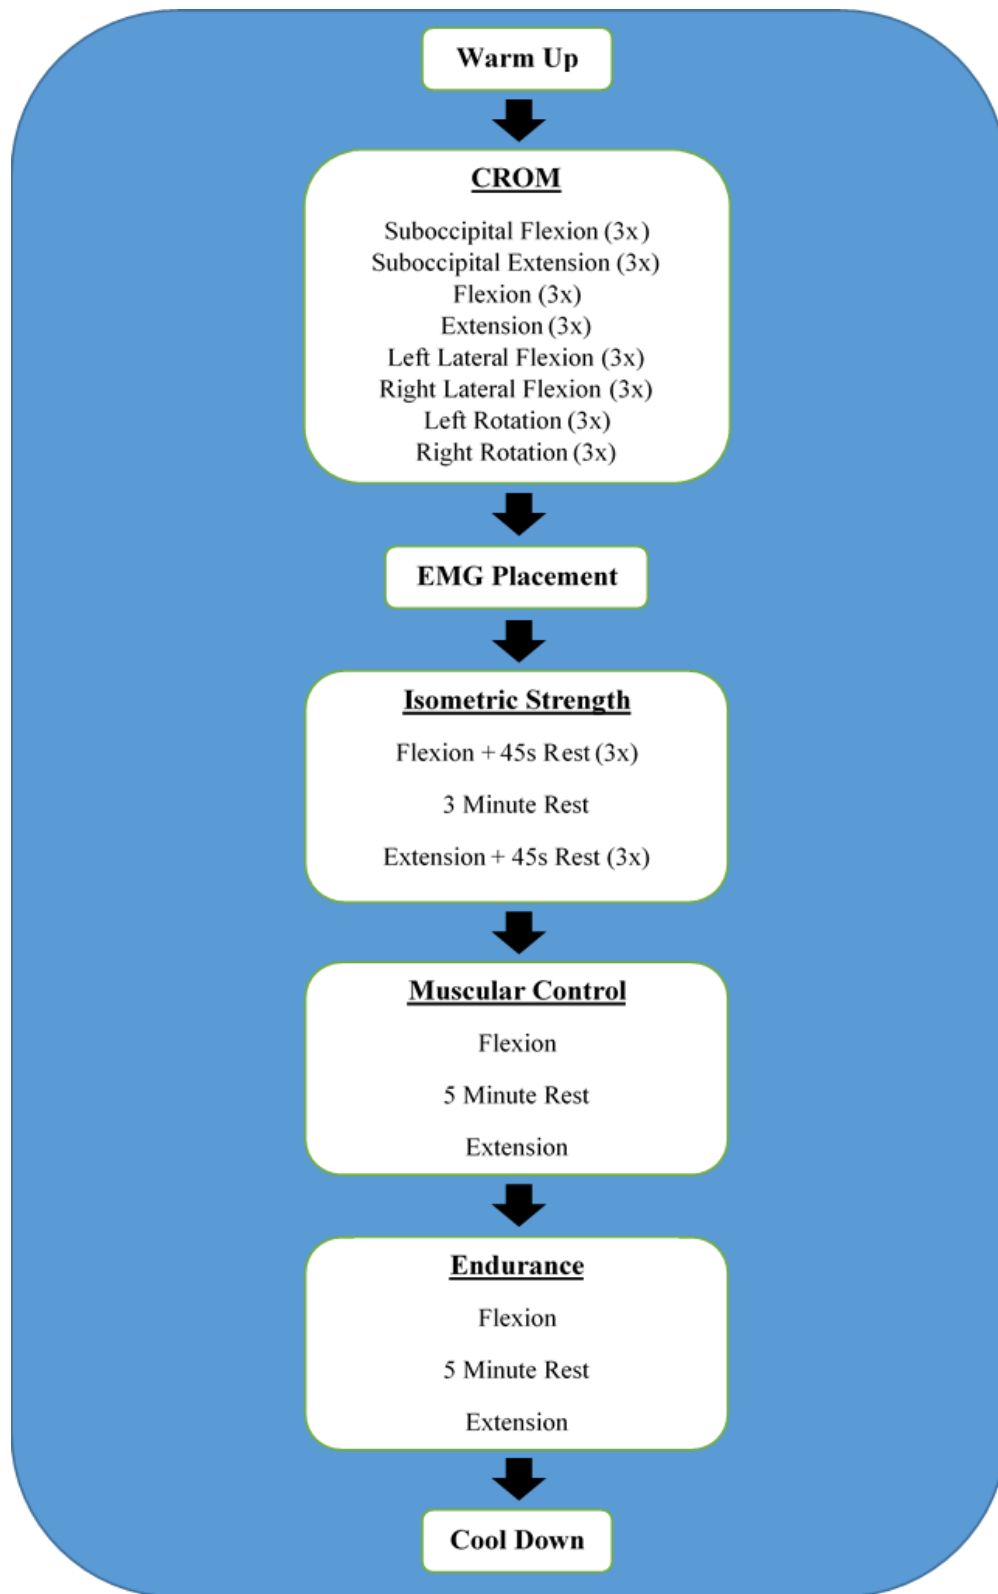 Warm Up
CROM
Suboccipital Flexion (3x)
Suboccipital Extension (3x)
Flexion (3x)
Extension (3x)
Left Lateral Flexion (3x)
Right Lateral Flexion (3x)
Left Rotation (3x)
Right Rotation (3x)
EMG Placement
Isometric Strength
Flexion + 45s Rest (3x)
3 Minute Rest
Extension + 45s Rest (3x)
Muscular Control
Flexion
5 Minute Rest
Extension
Endurance
Flexion
5 Minute Rest
Extension
Cool Down